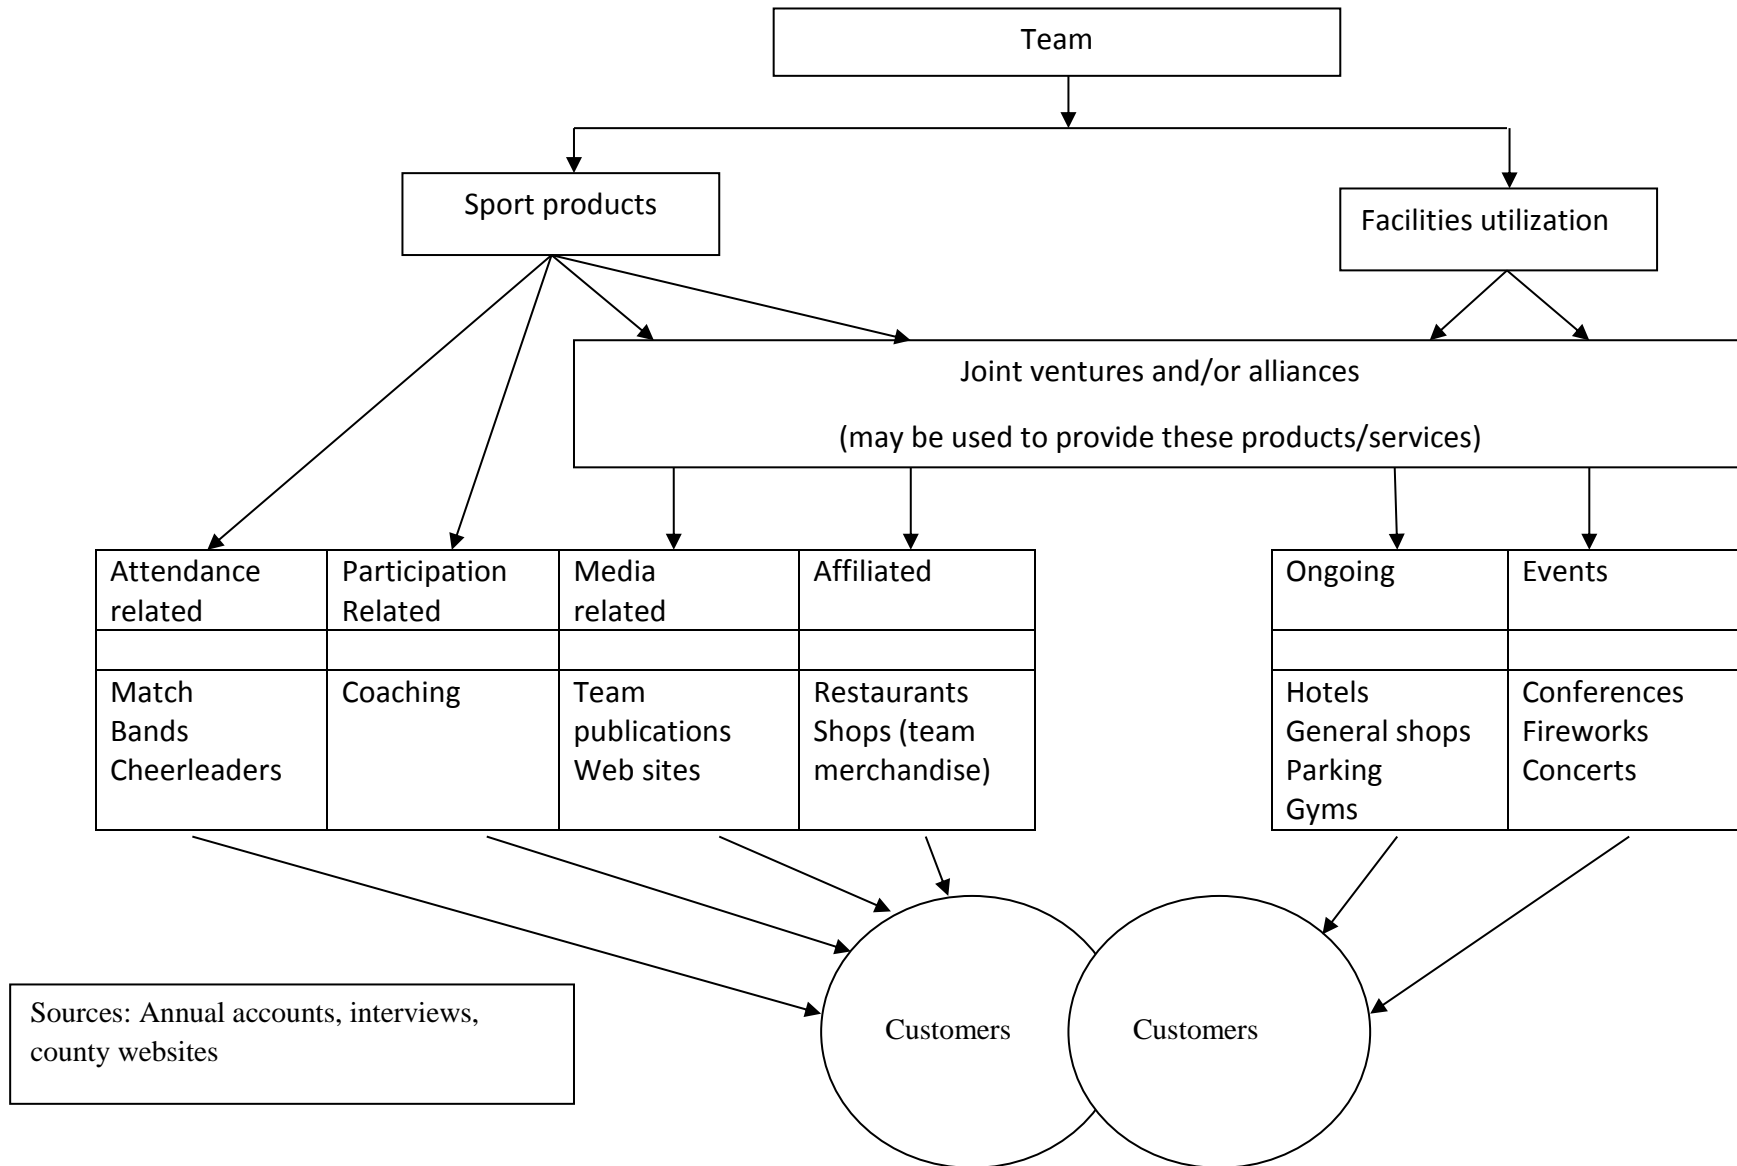 Team
Sport products
Facilities utilization
Joint ventures and/or alliances
(may be used to provide these products/services)
Attendance
related
Participation
Related
Media
related
Affiliated
Ongoing
Events
Match
Bands
Cheerleaders
Coaching
Team
publications
Web sites
Restaurants
Shops (team
merchandise)
Hotels
General shops
Parking
Gyms
Conferences
Fireworks
Concerts
Customers
Customers
Sources: Annual accounts, interviews,
county websites